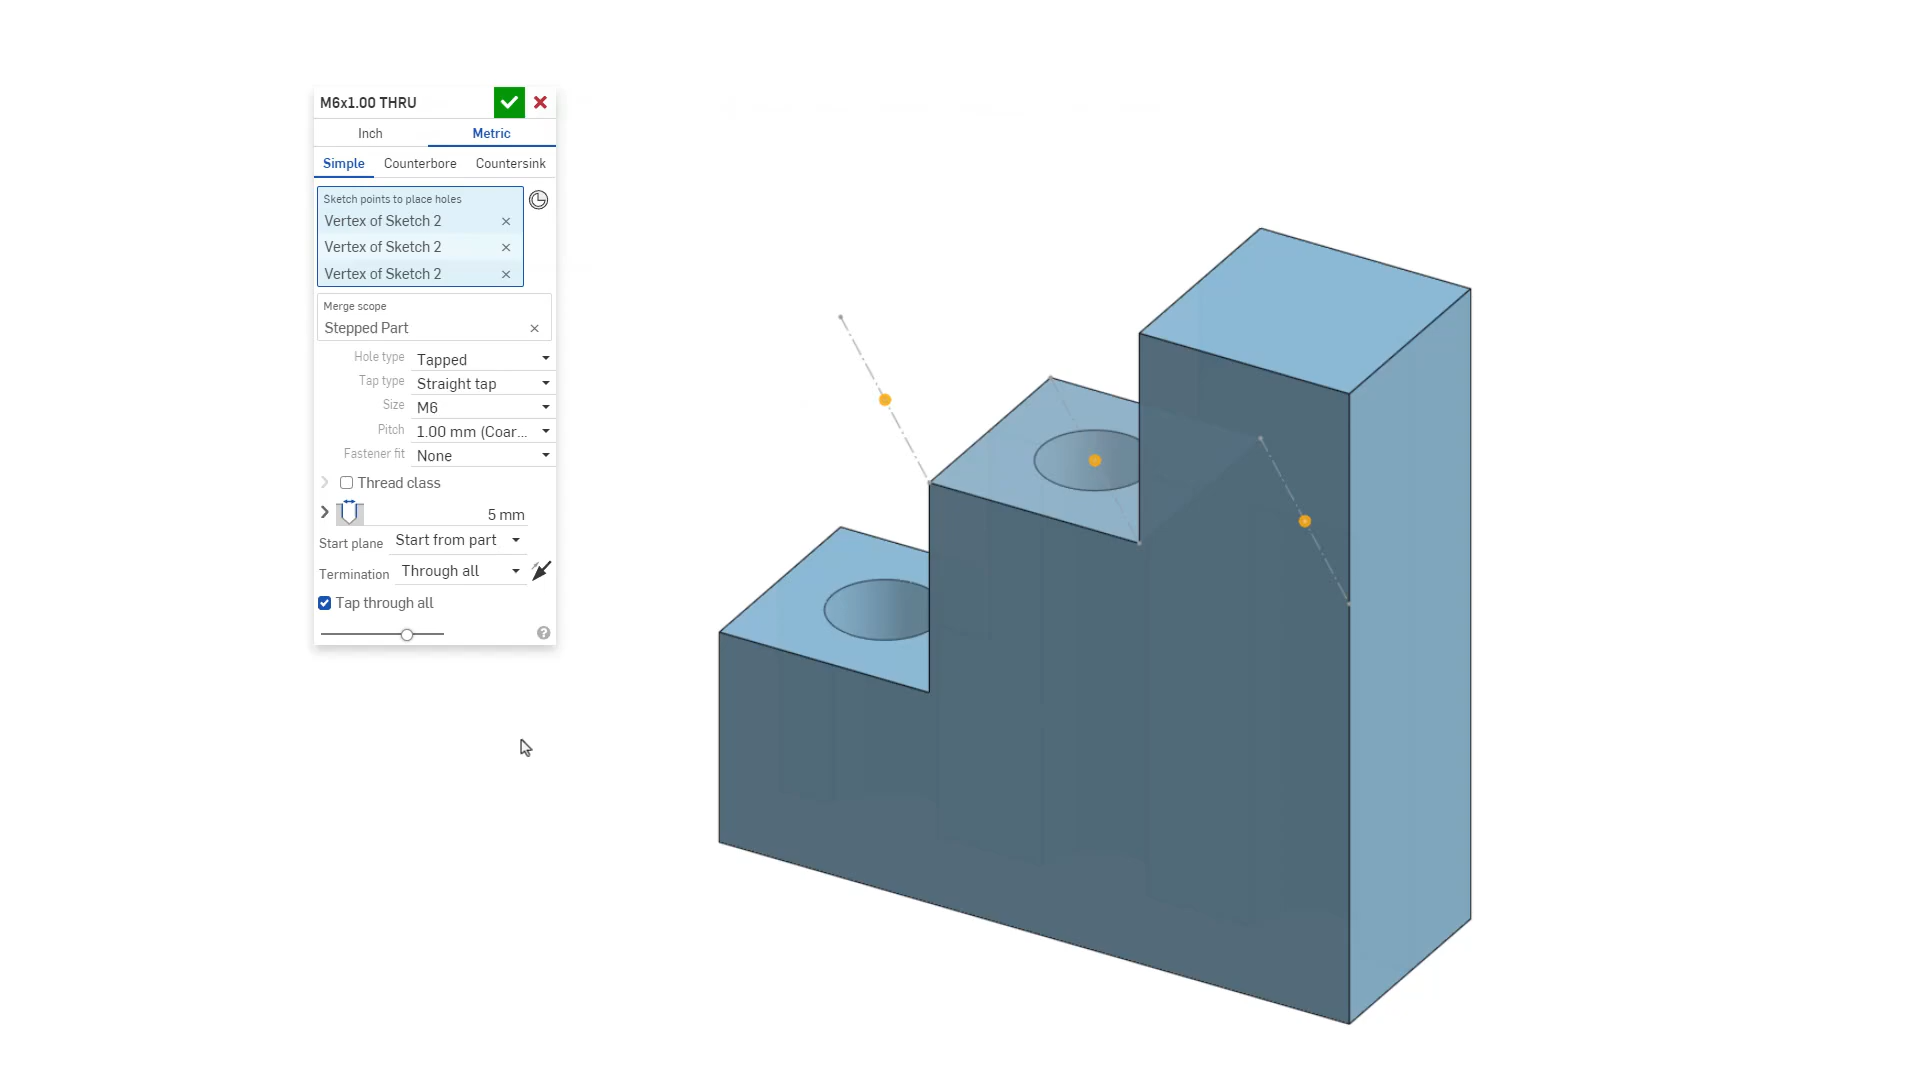 M6x1.00 THRU
Inch Metric
Simple Counterbore Countersink
Sketch points to place holes
Vertex of Sketch 2
Vertex of Sketch 2
Vertex of Sketch 2
Merge scope
Stepped Part
Hole type Tapped
Tap type Straight tap
Size M6
Pitch 1.00 mm (Coar...
Fastener fit None
Thread class
5 mm
Start plane Start from part
Termination Through all
Tap through all